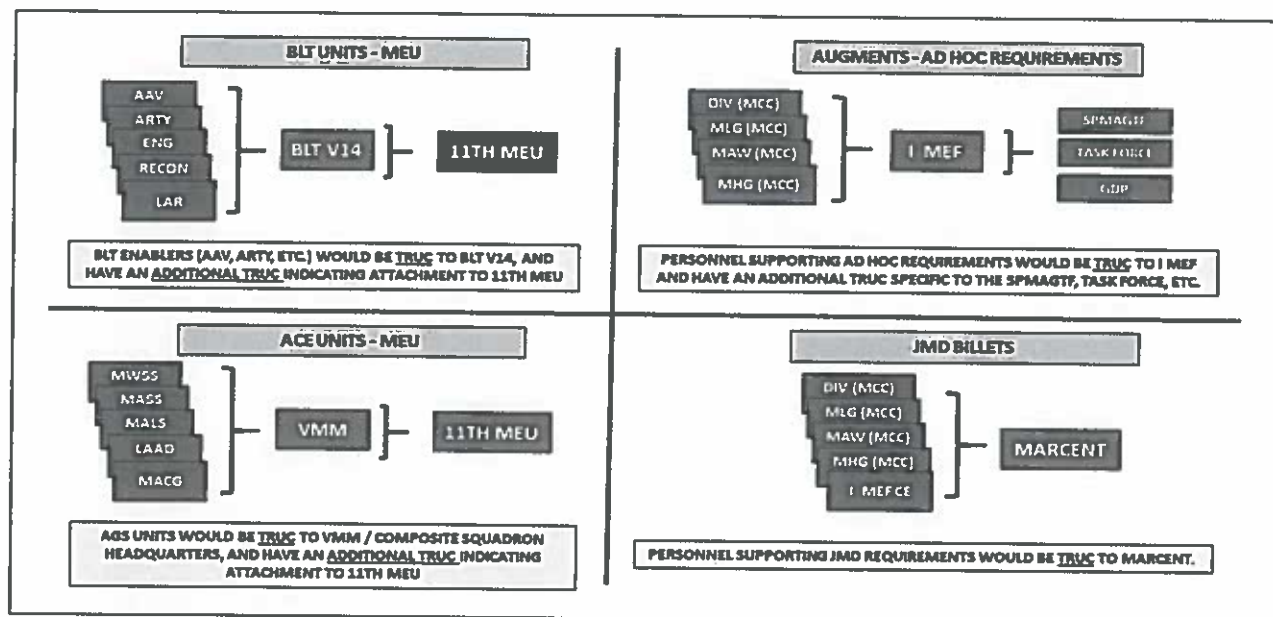 BLT UNITS - MEU
AAV
ARTY
ENG
RECON
LAR
BLT V14
11TH MEU
BLT ENABLERS (AAV, ARTY, ETC.) WOULD BE TRUC TO BLT V14, AND
HAVE AN ADDITIONAL TRUC INDICATING ATTACHMENT TO 11TH MEU
AUGMENTS - AD HOC REQUIREMENTS
DIV (MCC)
MLG (MCC)
MAW (MCC)
MHG (MCC)
I MEF
SPMAGTF
TASK FORCE
PERSONNEL SUPPORTING AD HOC REQUIREMENTS WOULD BE TRUC TO I MEF
AND HAVE AN ADDITIONAL TRUC SPECIFIC TO THE SPMAGTF, TASK FORCE, ETC.
ACE UNITS - MEU
MWSS
MASS
MALS
LAAD
MACG
VMM
11TH MEU
AGS UNITS WOULD BE TRUC TO VMM / COMPOSITE SQUADRON
HEADQUARTERS, AND HAVE AN ADDITIONAL TRUC INDICATING
ATTACHMENT TO 11TH MEU
JMD BILLETS
DIV (MCC)
MLG (MCC)
MAW (MCC)
MHG (MCC)
I MEF CE
MARCENT
PERSONNEL SUPPORTING JMD REQUIREMENTS WOULD BE TRUC TO MARCENT.